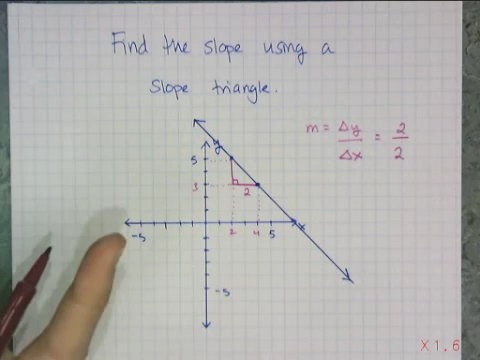 Find the slope using a
slope triangle.
m = Δy/Δx = 2/2
y
5
3
2
-5
2 4 5 x
-5
X1.6